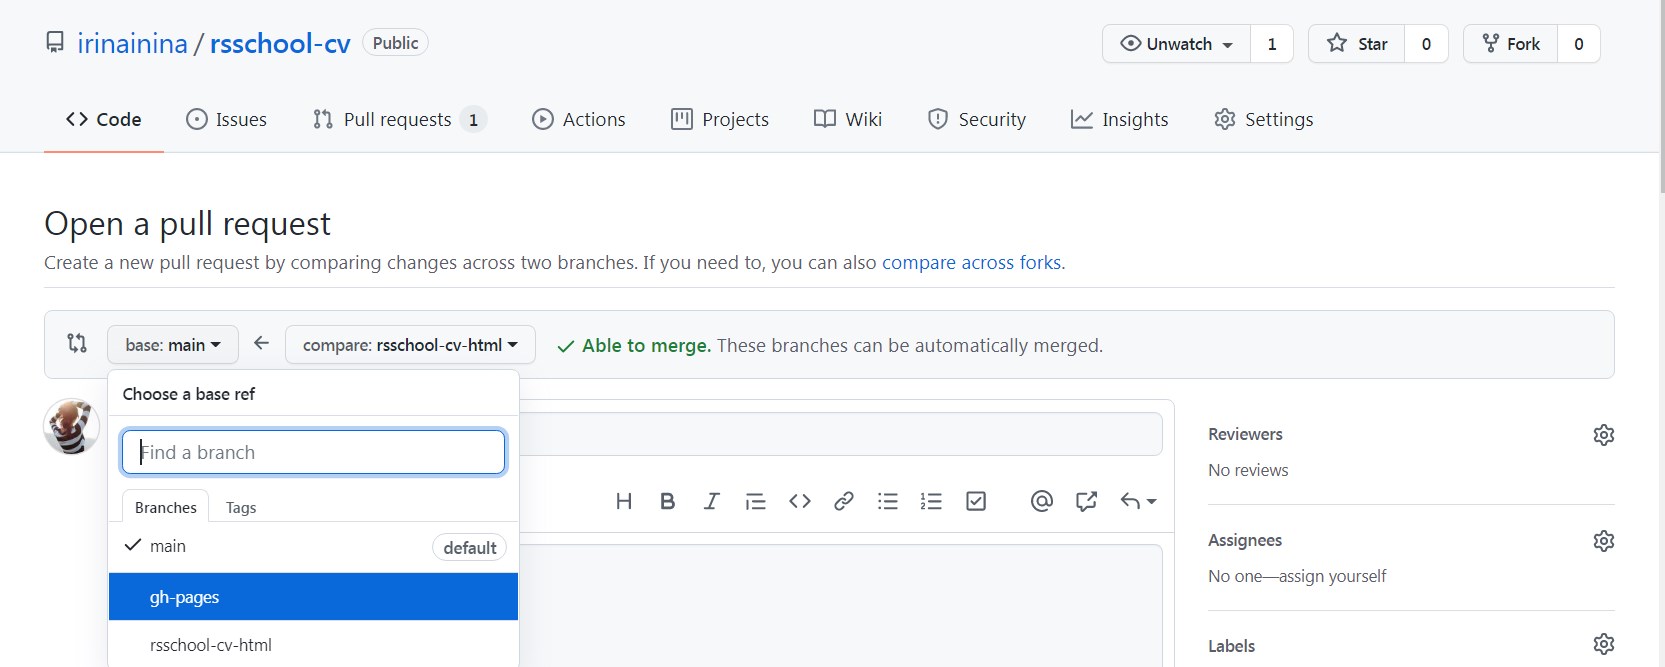 irinainina / rsschool-cv Public
Unwatch 1 Star 0 Fork 0
Code Issues Pull requests 1 Actions Projects Wiki Security Insights Settings
Open a pull request
Create a new pull request by comparing changes across two branches. If you need to, you can also compare across forks.
base: main compare: rsschool-cv-html Able to merge. These branches can be automatically merged.
Choose a base ref
Find a branch
Branches Tags
main default
gh-pages
rsschool-cv-html
Reviewers
No reviews
Assignees
No one—assign yourself
Labels